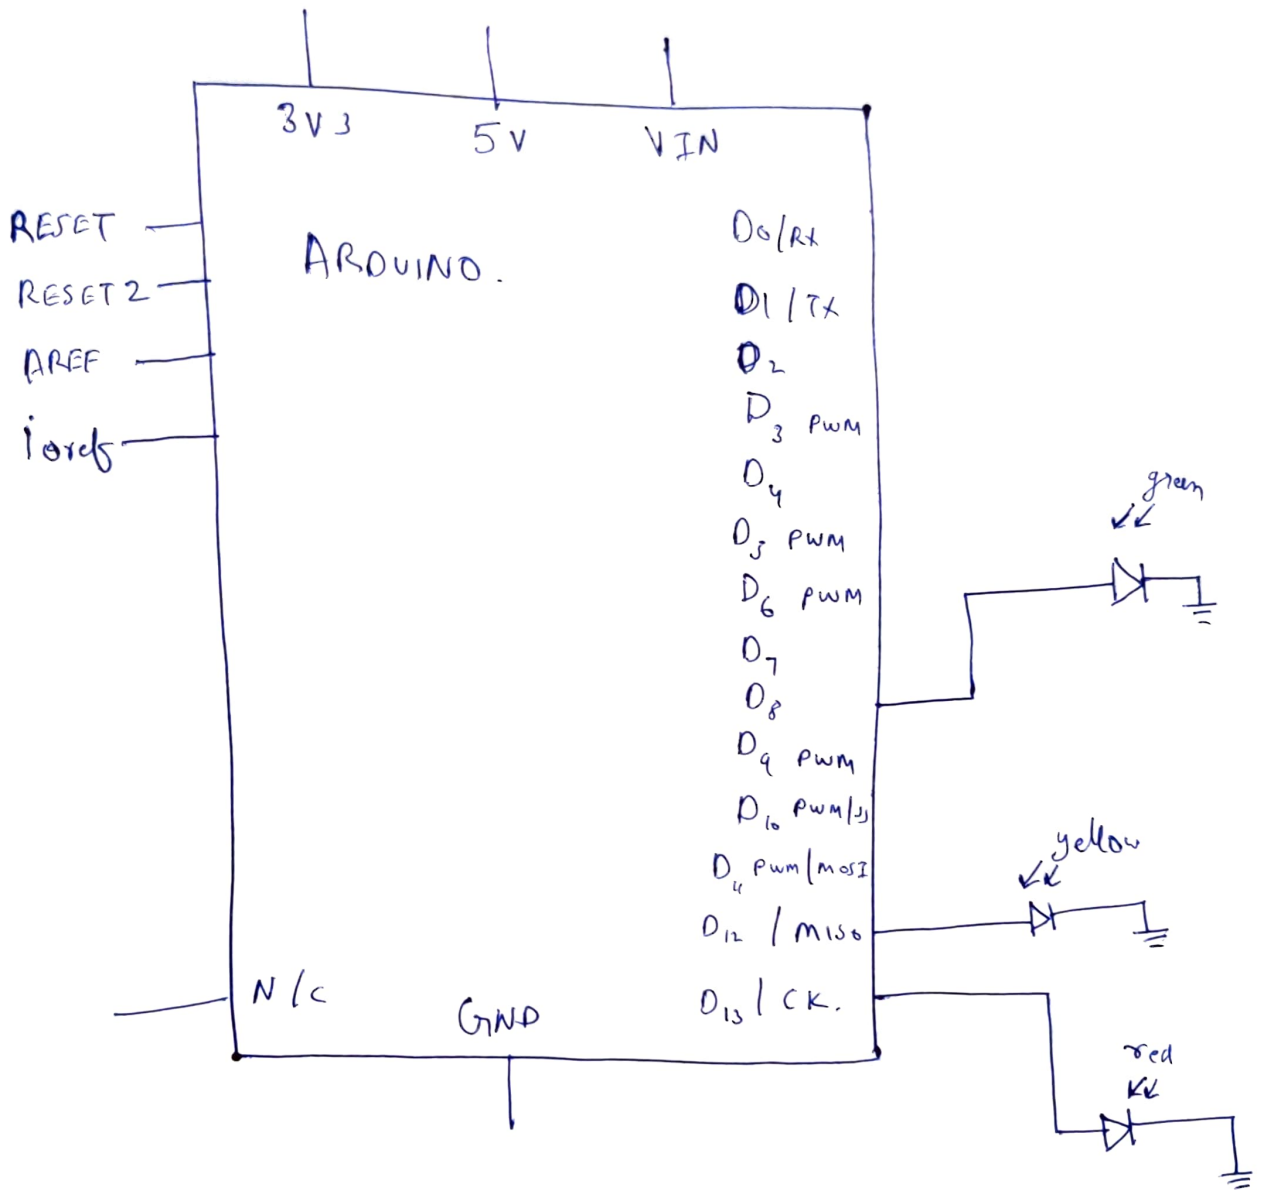 3V3
5V
VIN
RESET
RESET2
AREF
ioref
ARDUINO.
D0/RX
D1/TX
D2
D3 PWM
D4
D5 PWM
D6 PWM
D7
D8
D9 PWM
D10 PWM/SS
D11 PWM/MOSI
D12 / MISO
D13 / CK.
N/C
GND
green
yellow
red